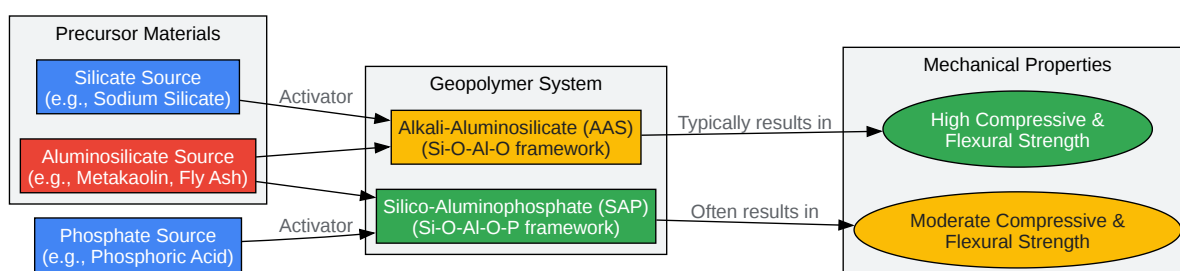 Precursor Materials
Silicate Source
(e.g., Sodium Silicate)
Aluminosilicate Source
(e.g., Metakaolin, Fly Ash)
Phosphate Source
(e.g., Phosphoric Acid)
Activator
Activator
Geopolymer System
Alkali-Aluminosilicate (AAS)
(Si-O-Al-O framework)
Silico-Aluminophosphate (SAP)
(Si-O-Al-O-P framework)
Typically results in
Often results in
Mechanical Properties
High Compressive &
Flexural Strength
Moderate Compressive &
Flexural Strength